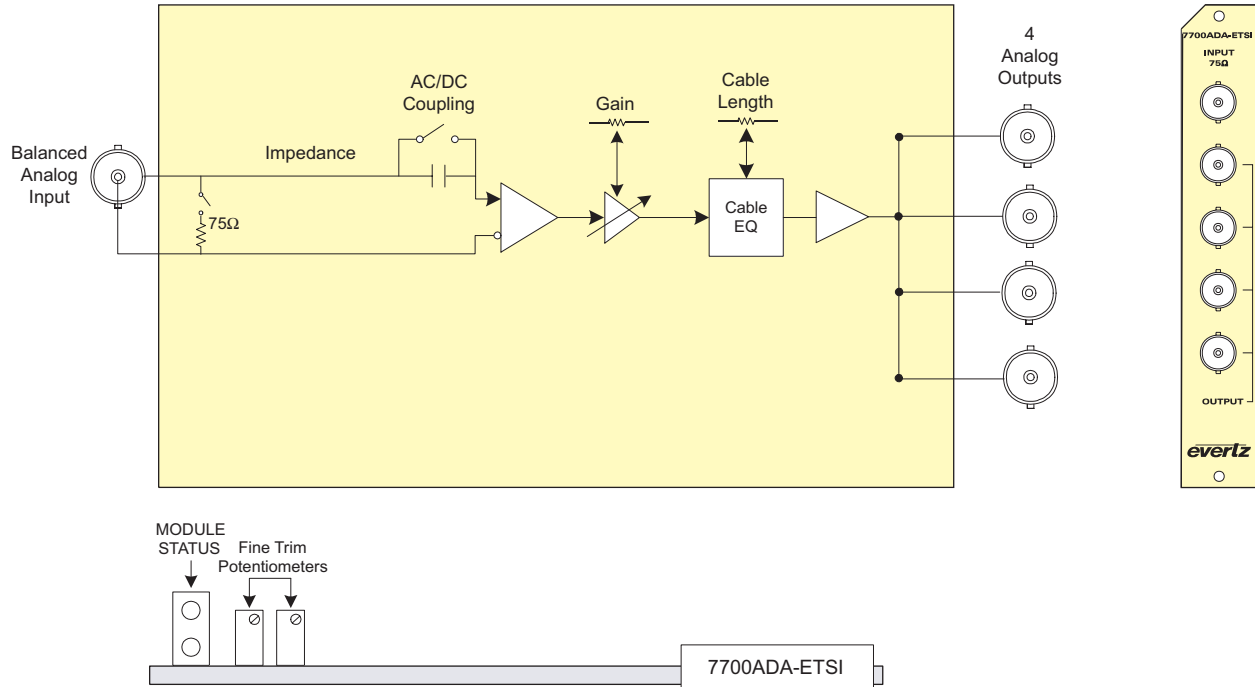 4
Analog
Outputs
AC/DC
Coupling
Gain
Cable
Length
Balanced
Analog
Input
Impedance
75Ω
Cable
EQ
7700ADA-ETSI
INPUT
75Ω
OUTPUT
evertz
MODULE
STATUS
Fine Trim
Potentiometers
7700ADA-ETSI